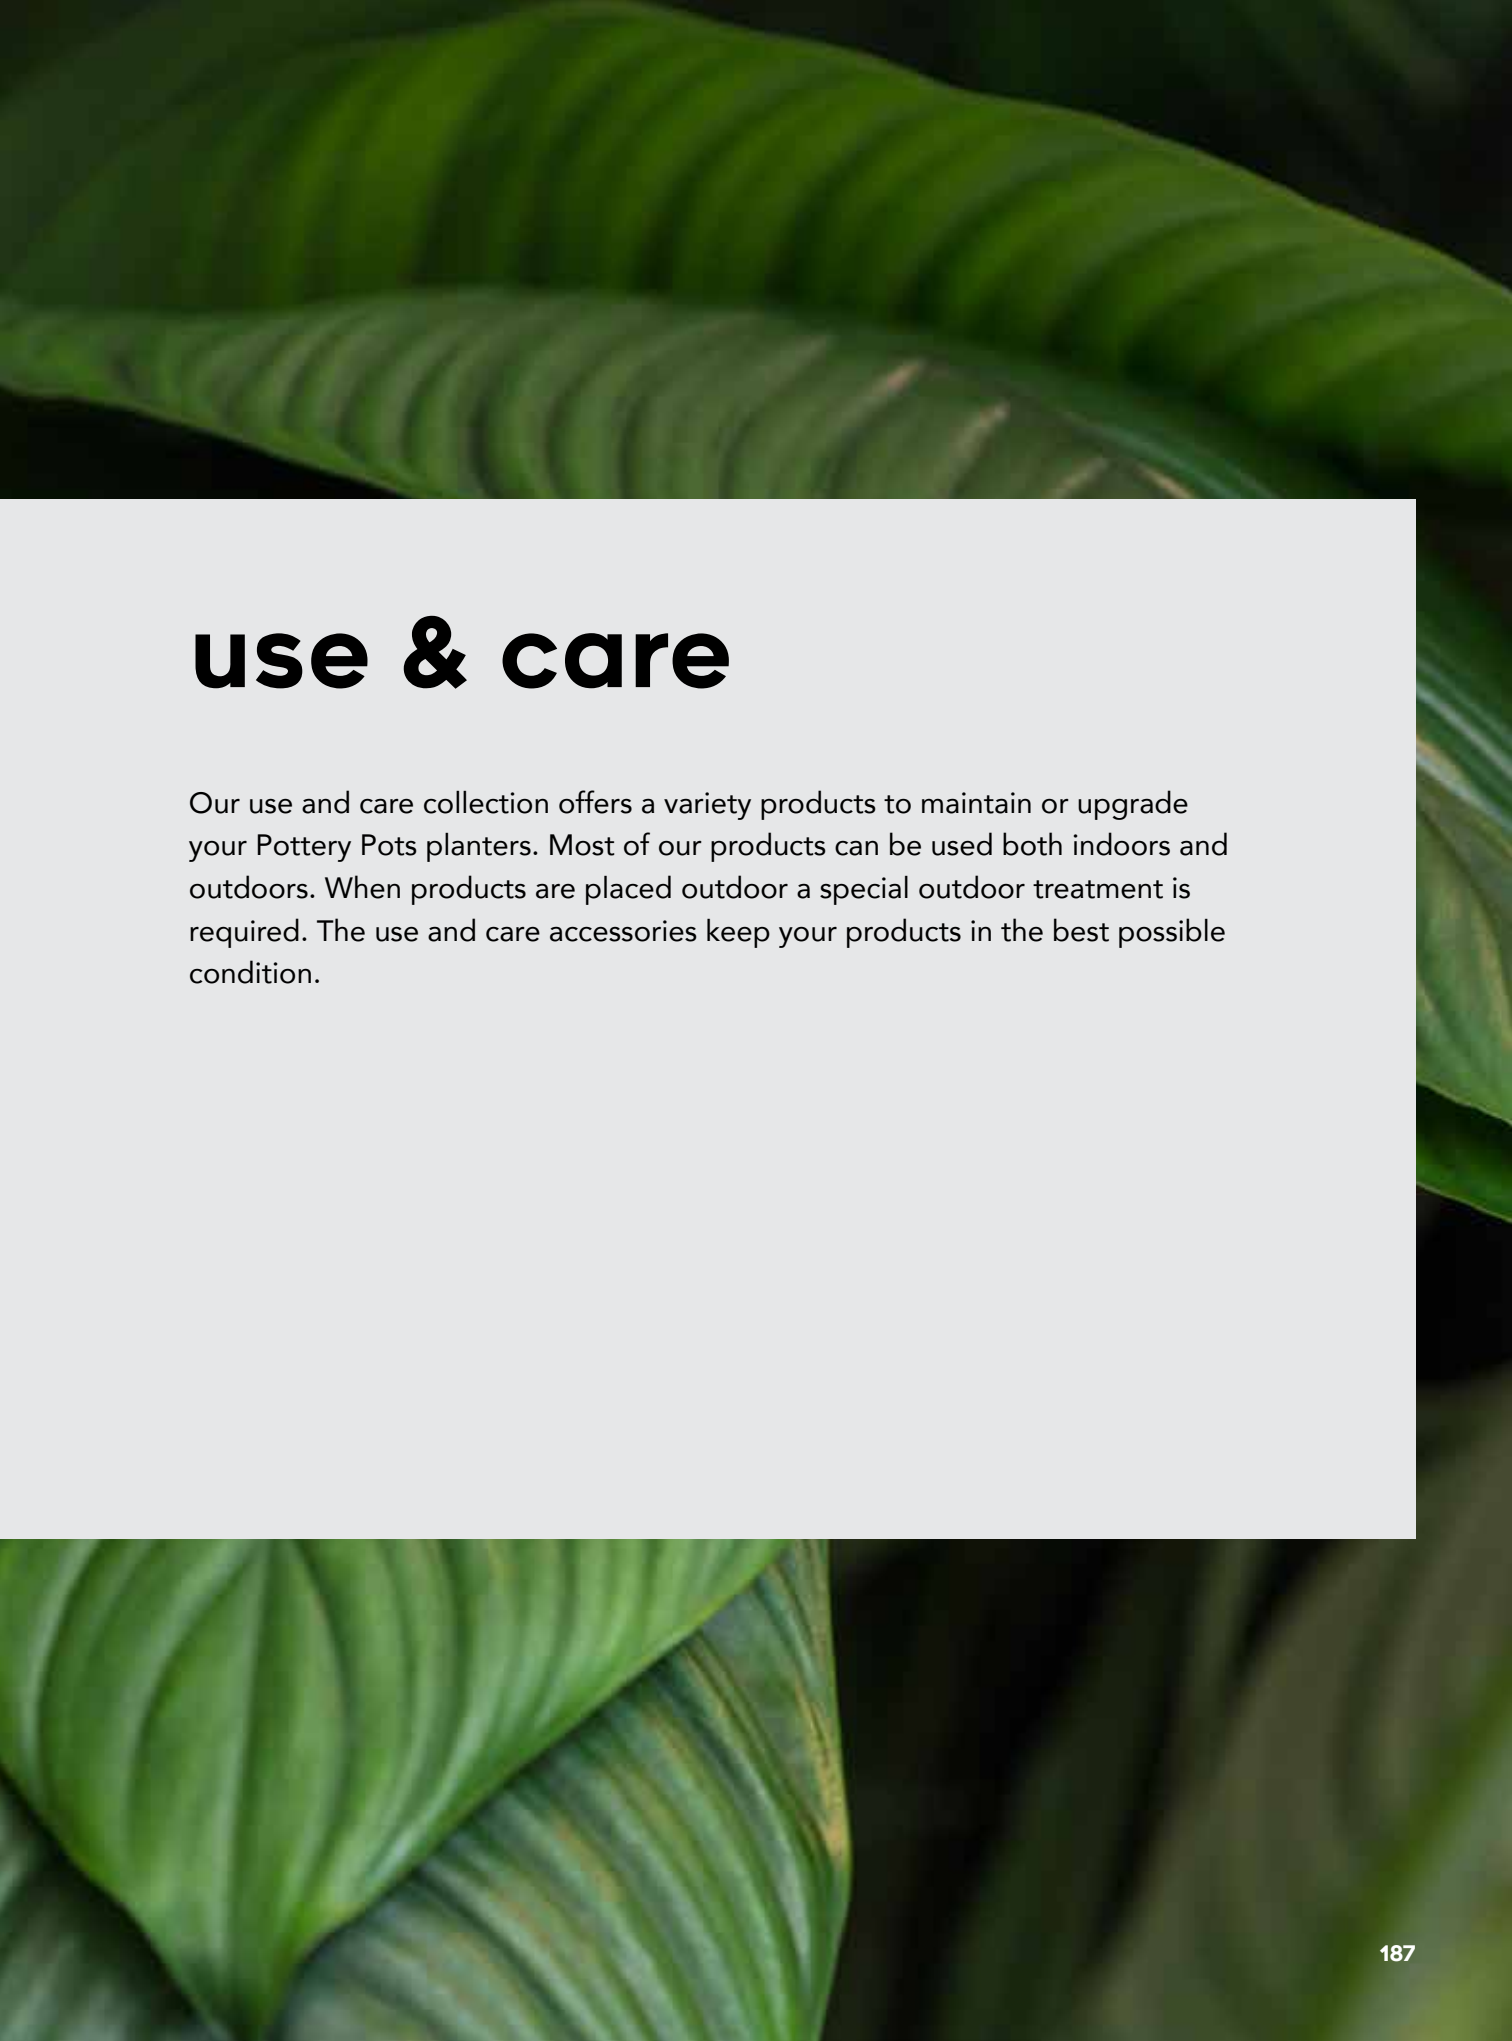 use & care
Our use and care collection offers a variety products to maintain or upgrade
your Pottery Pots planters. Most of our products can be used both indoors and
outdoors. When products are placed outdoor a special outdoor treatment is
required. The use and care accessories keep your products in the best possible
condition.
187